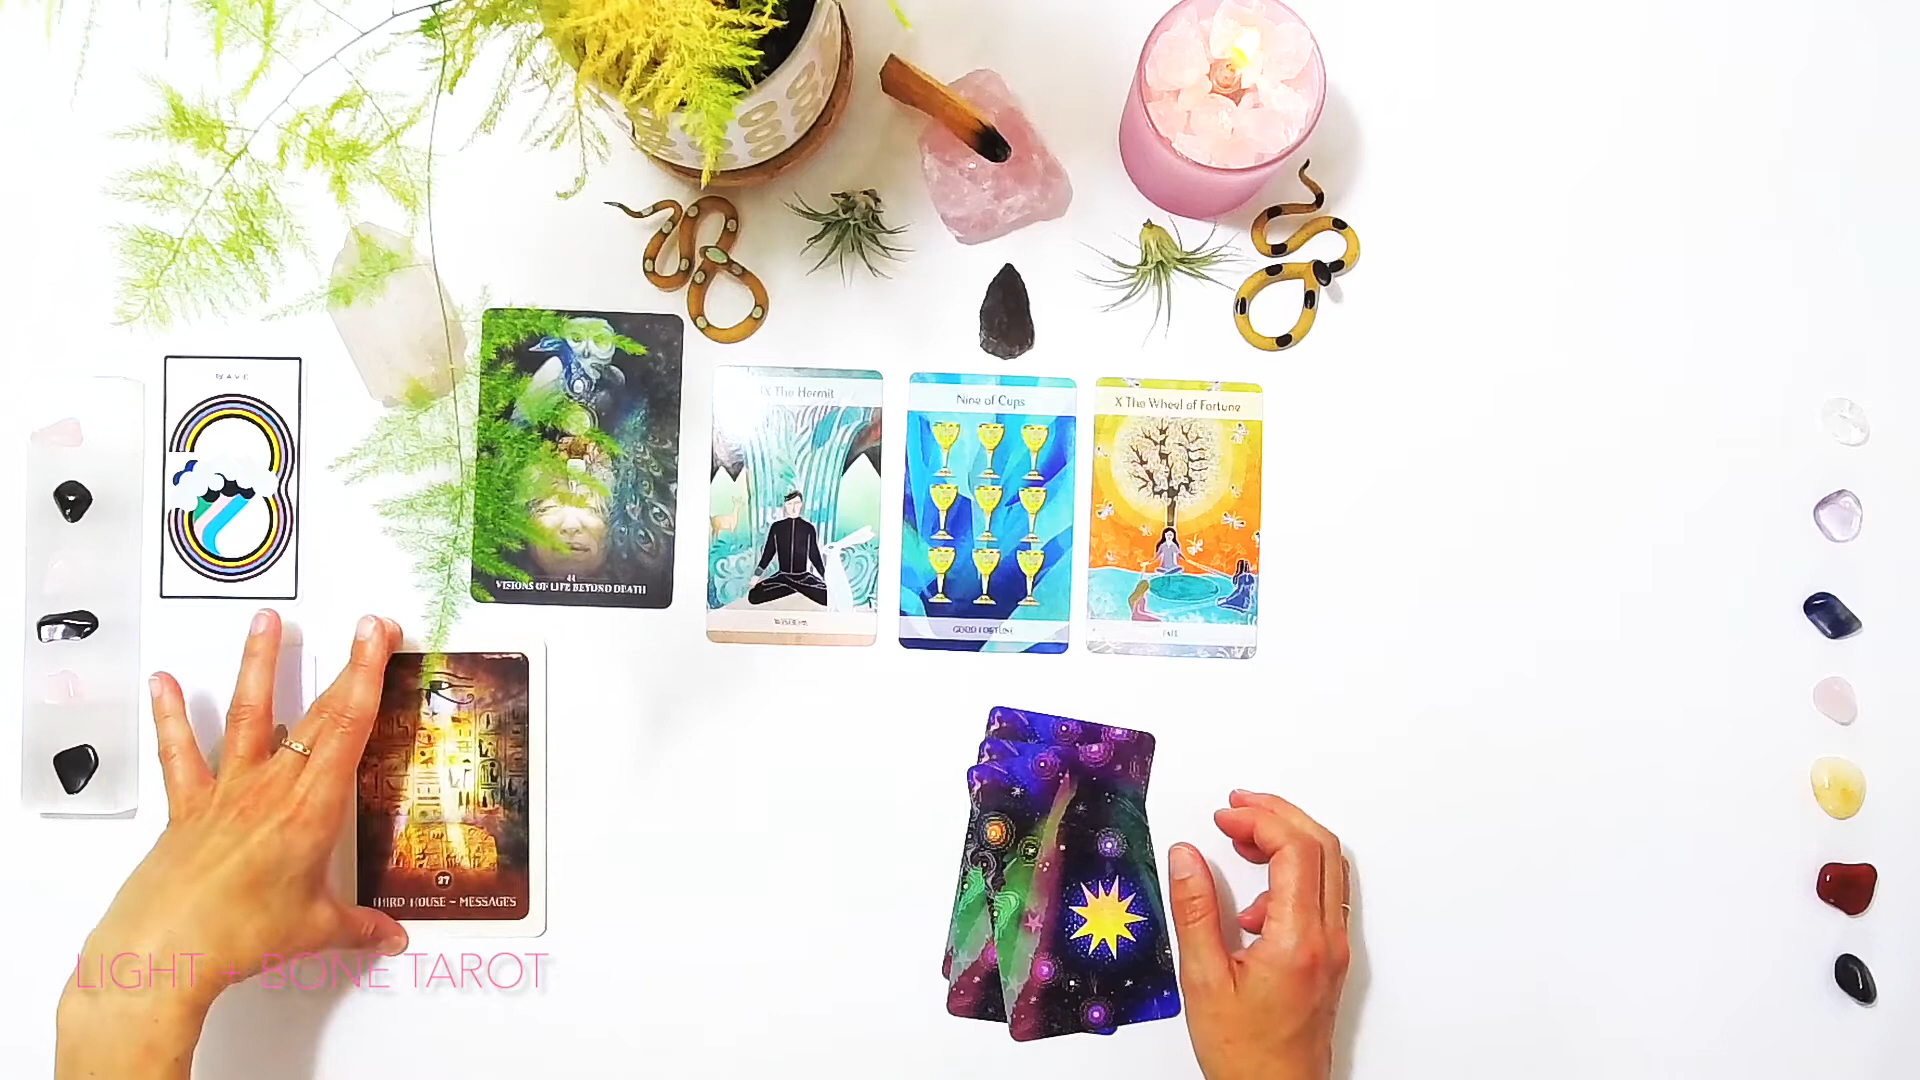 IX The Hermit
Nine of Cups
X The Wheel of Fortune
44
VISIONS OF LIFE BEYOND DEATH
WISDOM
GOOD FORTUNE
FATE
37
THIRD HOUSE ~ MESSAGES
LIGHT + BONE TAROT